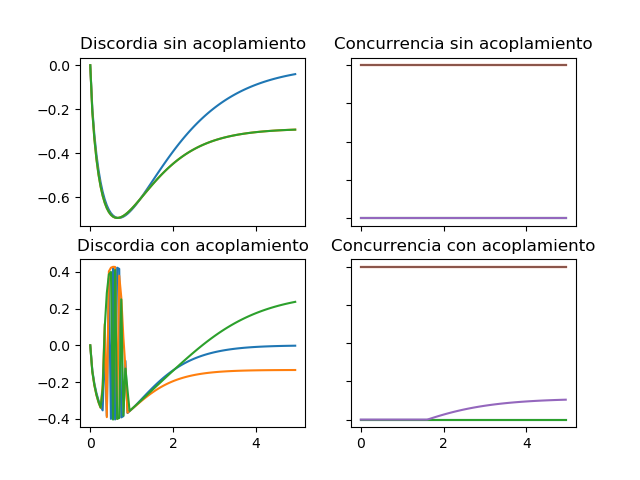 Discordia sin acoplamiento
Concurrencia sin acoplamiento
0.0
−0.2
−0.4
−0.6
Discordia con acoplamiento
Concurrencia con acoplamiento
0.4
0.2
0.0
−0.2
−0.4
0 2 4
0 2 4